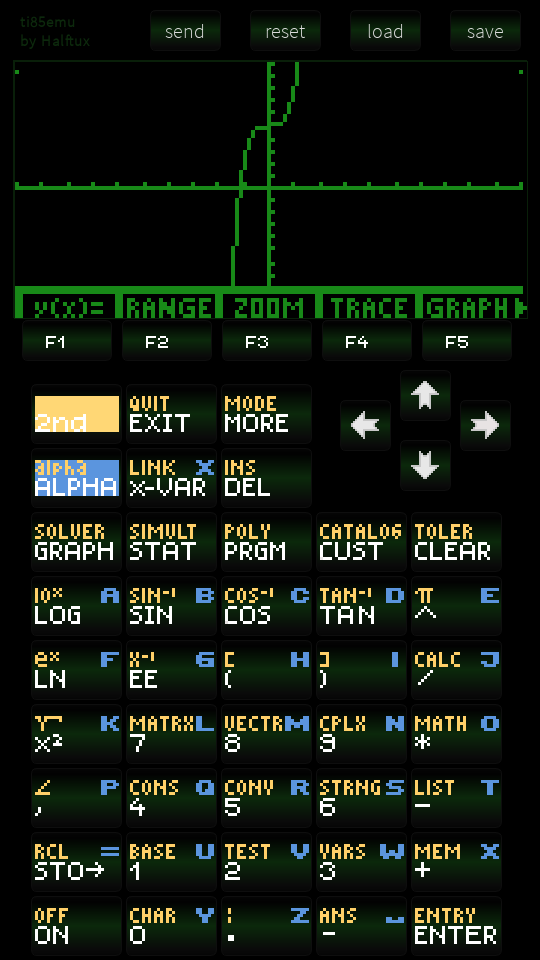 ti85emu
by Halftux
send reset load save
y(x)= RANGE ZOOM TRACE GRAPH
F1 F2 F3 F4 F5
QUIT MODE
2nd EXIT MORE
alpha LINK X INS
ALPHA x-VAR DEL
SOLVER SIMULT POLY CATALOG TOLER
GRAPH STAT PRGM CUST CLEAR
10ˣ A SIN⁻¹ B COS⁻¹ C TAN⁻¹ D π E
LOG SIN COS TAN ^
eˣ F X⁻¹ G [ H ] I CALC J
LN EE ( ) /
√ K MATRX L VECTR M CPLX N MATH O
x² 7 8 9 *
∠ P CONS Q CONV R STRNG S LIST T
, 4 5 6 −
RCL = BASE U TEST V VARS W MEM X
STO→ 1 2 3 +
OFF CHAR Y : Z ANS ␣ ENTRY
ON 0 . - ENTER